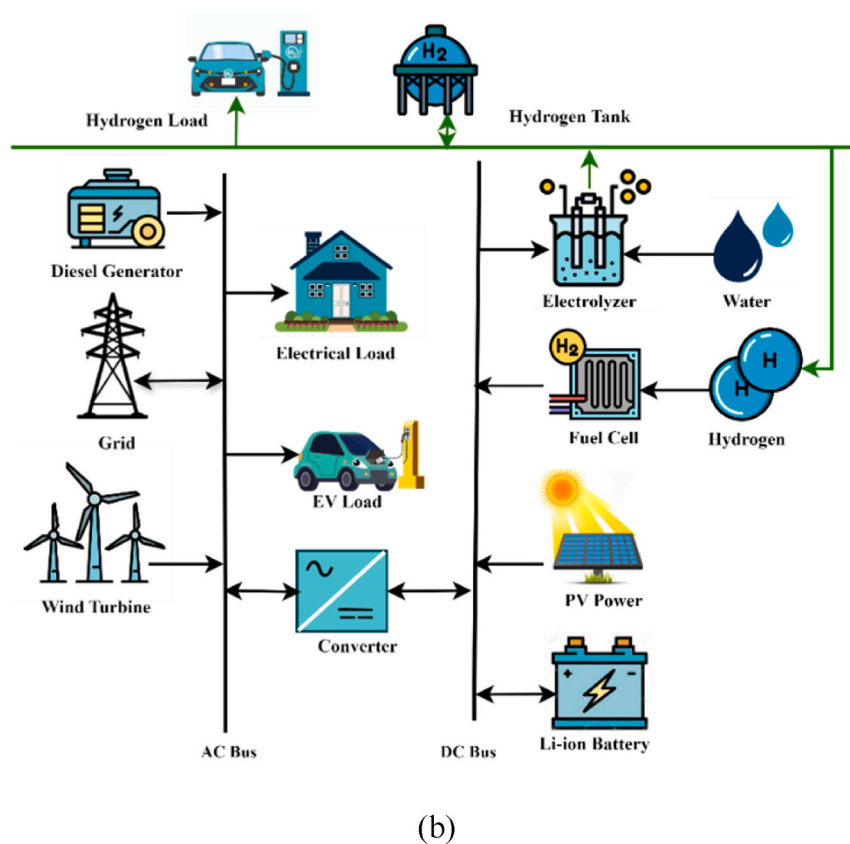 H2
H2
Hydrogen Load
Hydrogen Tank
Diesel Generator
Electrolyzer
Water
Electrical Load
H2
H
H
Grid
Fuel Cell
Hydrogen
EV Load
Wind Turbine
PV Power
Converter
+ -
AC Bus
DC Bus
Li-ion Battery
(b)